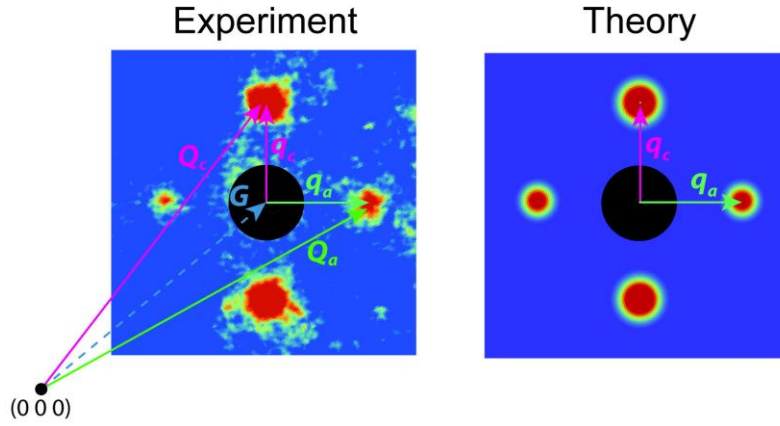 Experiment
Theory
Q_c
q_c
q_a
G
Q_a
(0 0 0)
q_c
q_a